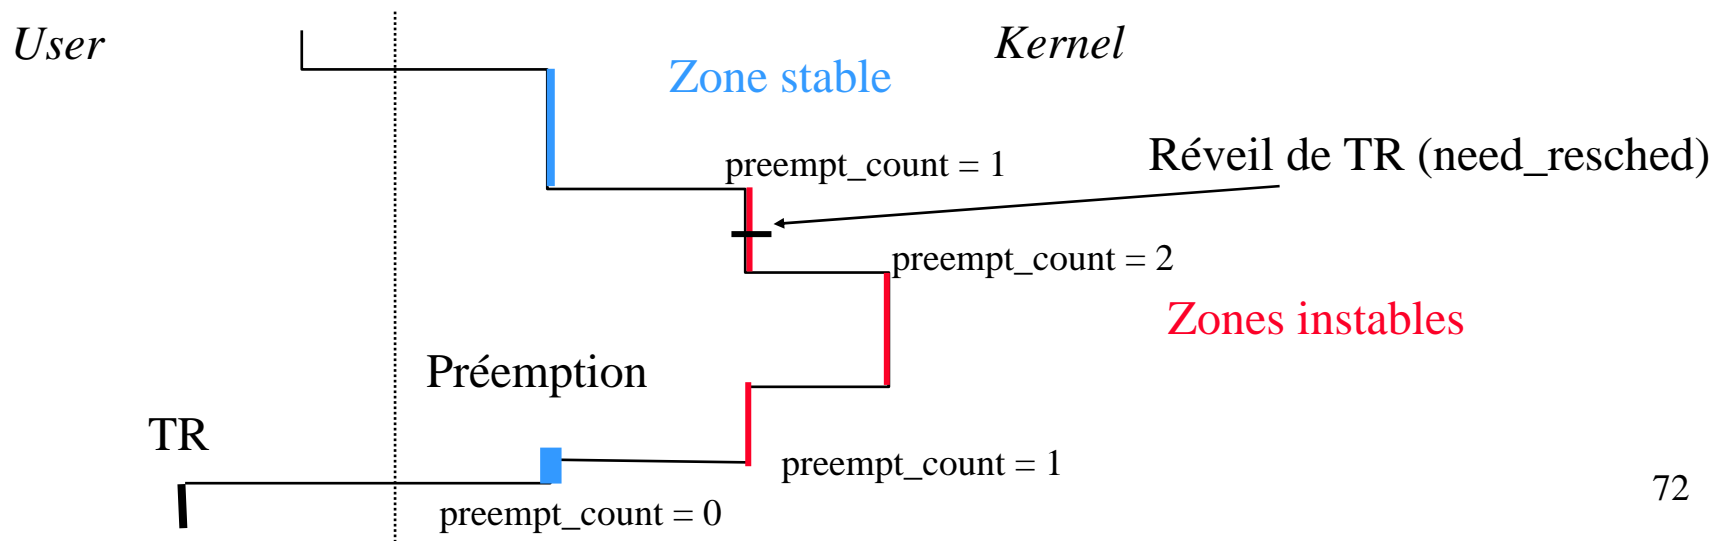 User
Kernel
Zone stable
preempt_count = 1
Réveil de TR (need_resched)
preempt_count = 2
Zones instables
Préemption
TR
preempt_count = 1
preempt_count = 0
72